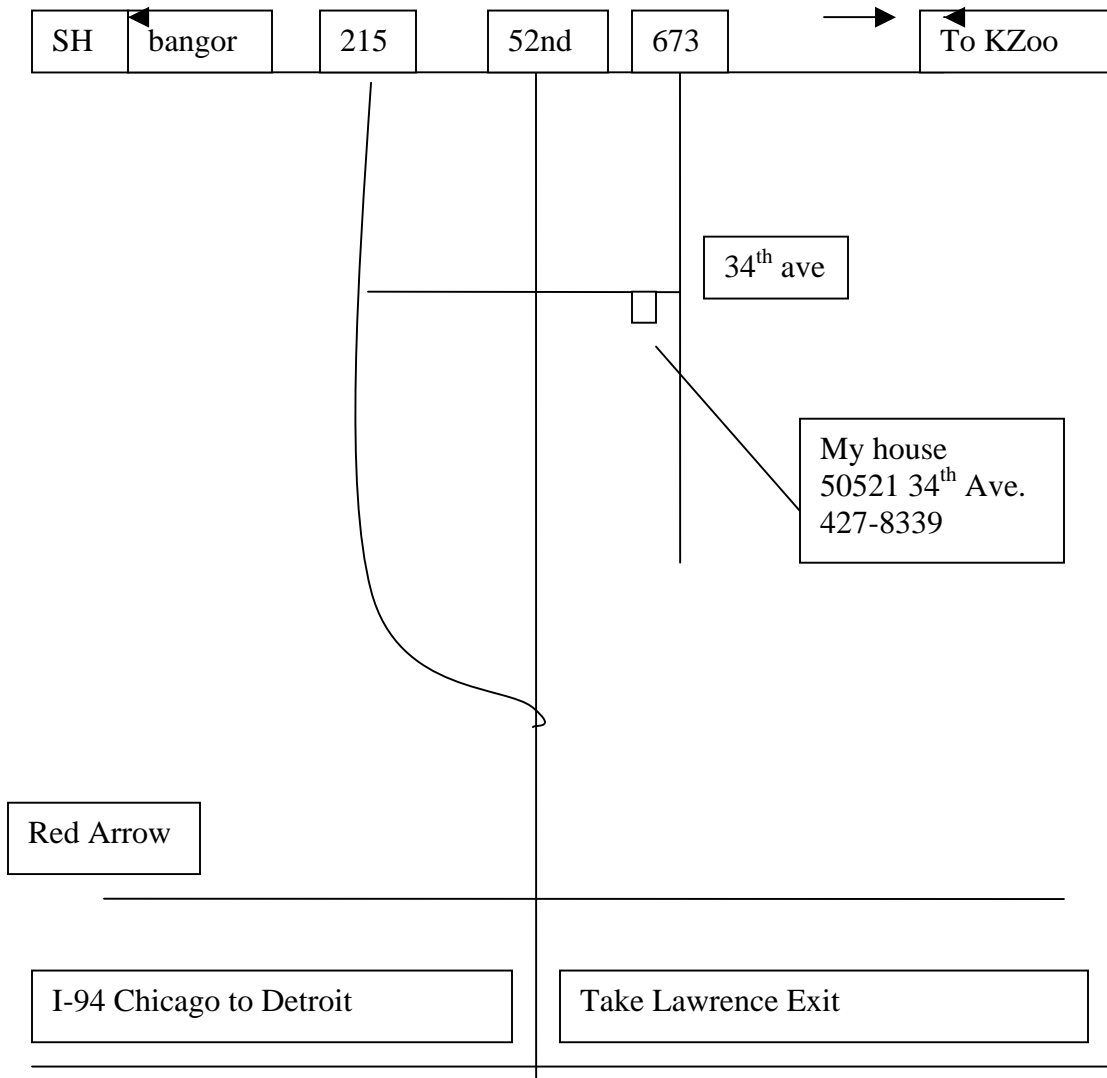 SH
bangor
215
52nd
673
To KZoo
34th ave
My house
50521 34th Ave.
427-8339
Red Arrow
I-94 Chicago to Detroit
Take Lawrence Exit